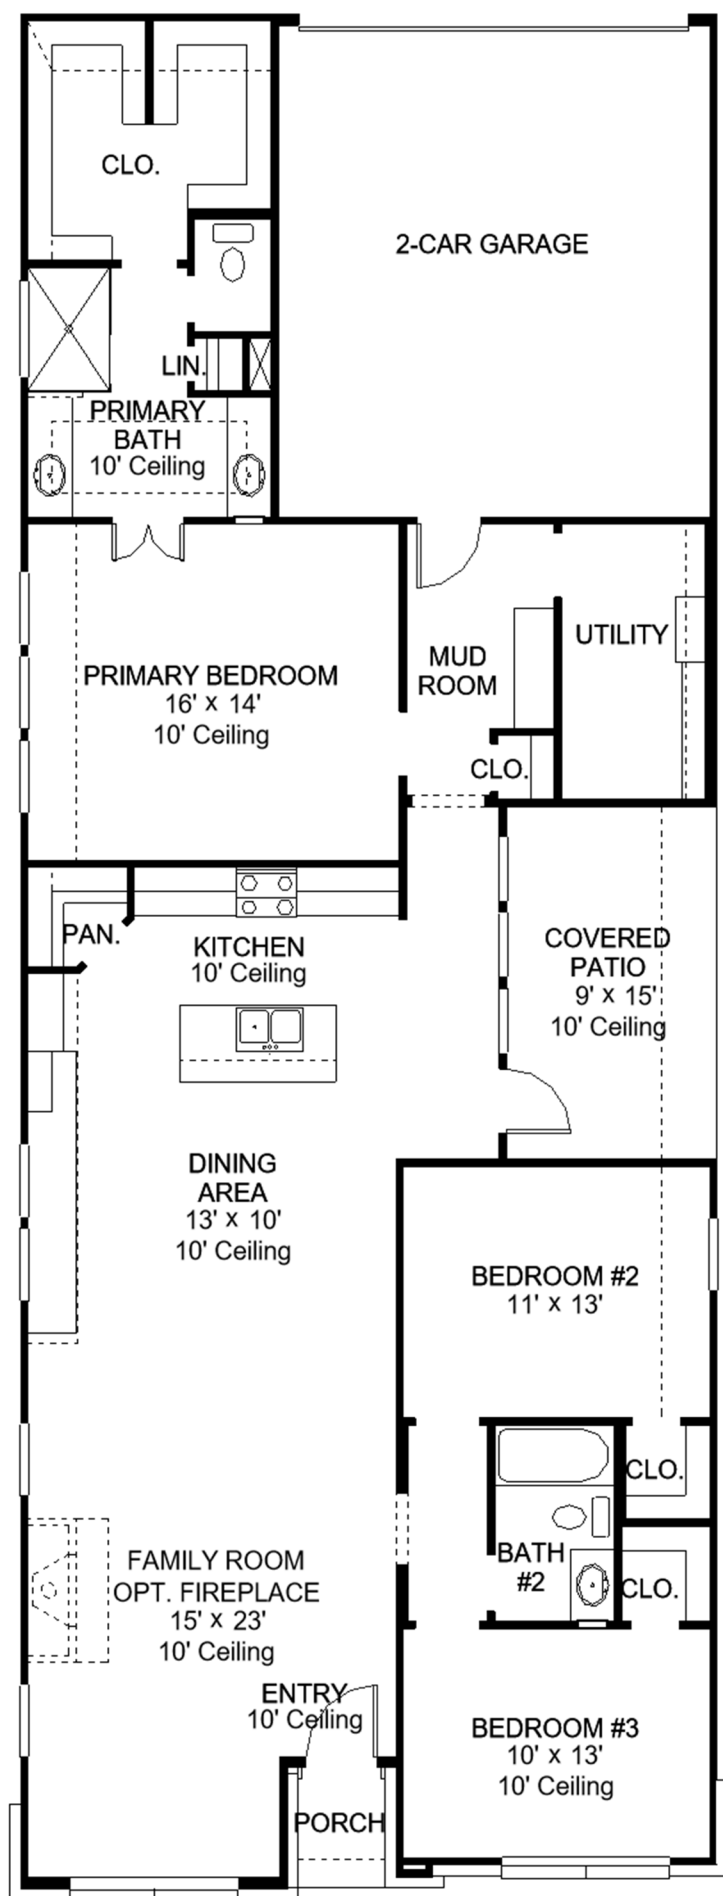 CLO.
2-CAR GARAGE
LIN.
PRIMARY
BATH
10' Ceiling
PRIMARY BEDROOM
16' x 14'
10' Ceiling
MUD
ROOM
UTILITY
CLO.
PAN.
KITCHEN
10' Ceiling
COVERED
PATIO
9' x 15'
10' Ceiling
DINING
AREA
13' x 10'
10' Ceiling
BEDROOM #2
11' x 13'
CLO.
BATH
#2
CLO.
FAMILY ROOM
OPT. FIREPLACE
15' x 23'
10' Ceiling
ENTRY
10' Ceiling
BEDROOM #3
10' x 13'
10' Ceiling
PORCH